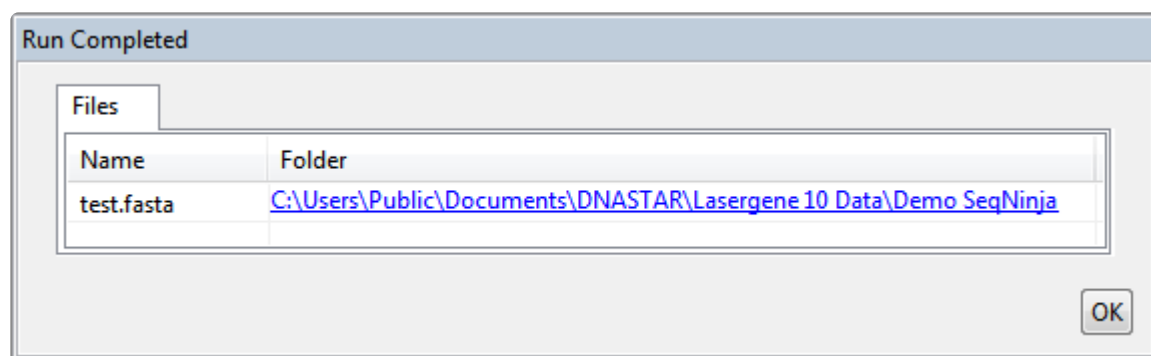 Run Completed
Files
Name Folder
test.fasta C:\Users\Public\Documents\DNASTAR\Lasergene 10 Data\Demo SeqNinja
OK